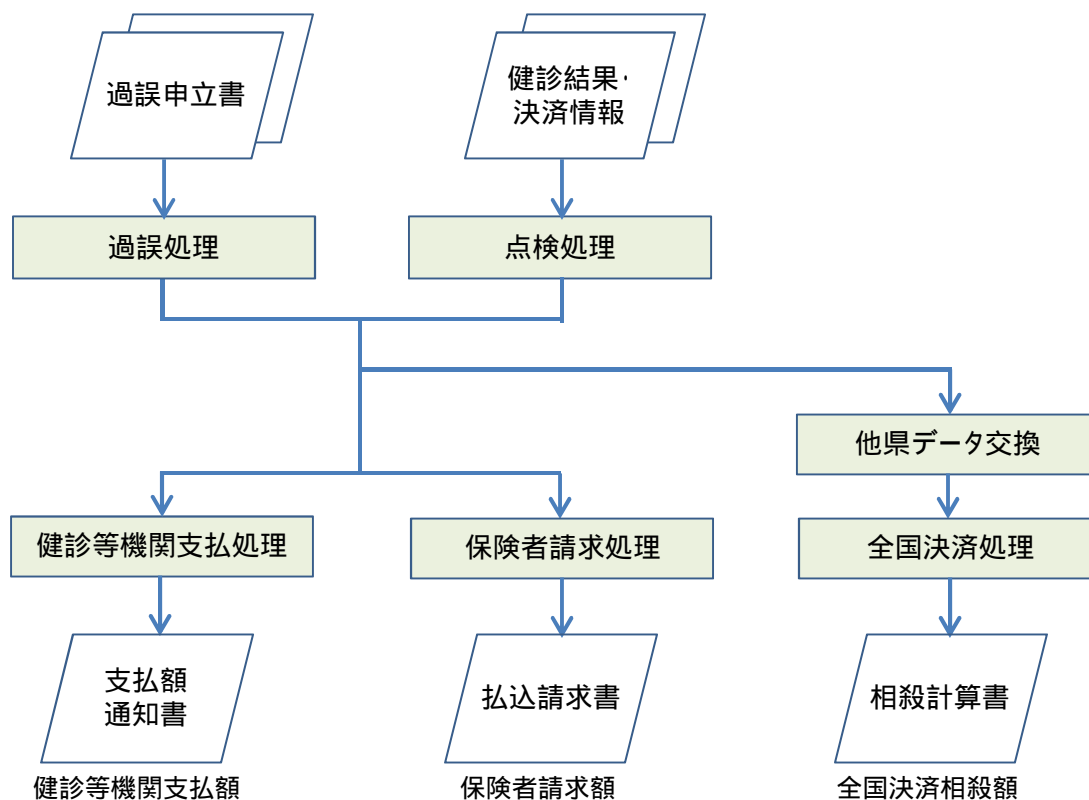 過誤申立書
健診結果・
決済情報
過誤処理
点検処理
他県データ交換
健診等機関支払処理
保険者請求処理
全国決済処理
支払額
通知書
払込請求書
相殺計算書
健診等機関支払額
保険者請求額
全国決済相殺額